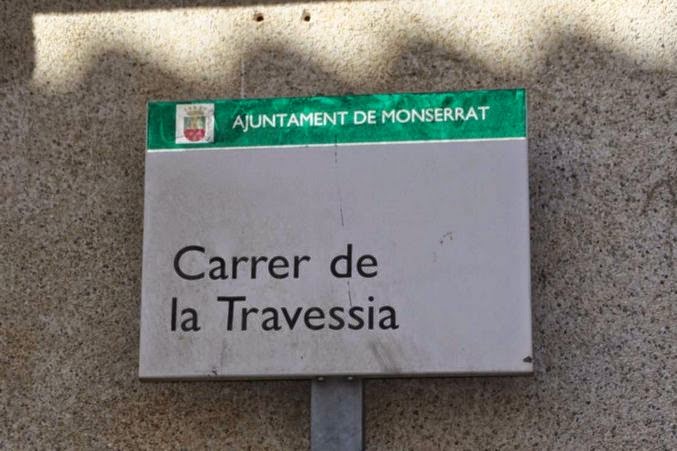 AJUNTAMENT DE MONSERRAT
Carrer de
la Travessia